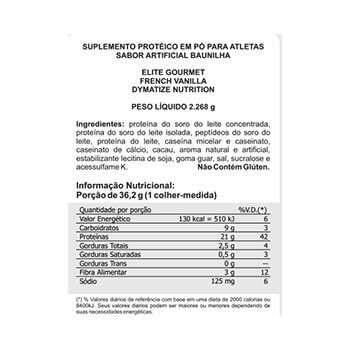 SUPLEMENTO PROTÉICO EM PÓ PARA ATLETAS
SABOR ARTIFICIAL BAUNILHA
ELITE GOURMET
FRENCH VANILLA
DYMATIZE NUTRITION
PESO LÍQUIDO 2.268 g
Ingredientes: proteína do soro do leite concentrada,
proteína do soro do leite isolada, peptídeos do soro do
leite, proteína do leite, caseína micelar e caseinato,
caseinato de cálcio, cacau, aroma natural e artificial,
estabilizante lecitina de soja, goma guar, sal, sucralose e
acessulfame K. Não Contém Glúten.
Informação Nutricional:
Porção de 36,2 g (1 colher-medida)
Quantidade por porção %V.D.(*)
Valor Energético 130 kcal = 510 kJ 6
Carboidratos 9 g 3
Proteínas 21 g 42
Gorduras Totais 2,5 g 4
Gorduras Saturadas 0,5 g 3
Gorduras Trans 0 g -
Fibra Alimentar 3 g 12
Sódio 125 mg 6
(*) % Valores diários de referência com base em uma dieta de 2000 calorias ou
8400kJ. Seus valores diários podem ser maiores ou menores dependendo de
suas necessidades energéticas.